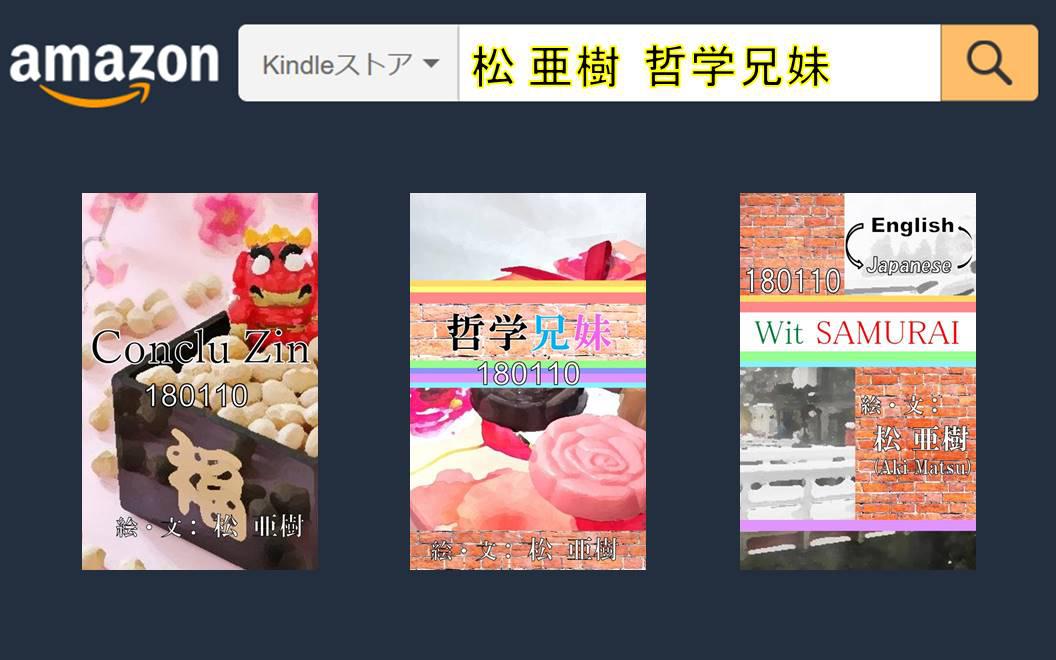 amazon
Kindleストア
松 亜樹 哲学兄妹
Conclu Zin
180110
絵・文： 松 亜樹
哲学兄妹
180110
絵・文： 松 亜樹
English
Japanese
180110
Wit SAMURAI
絵・文：
松 亜樹
(Aki Matsu)